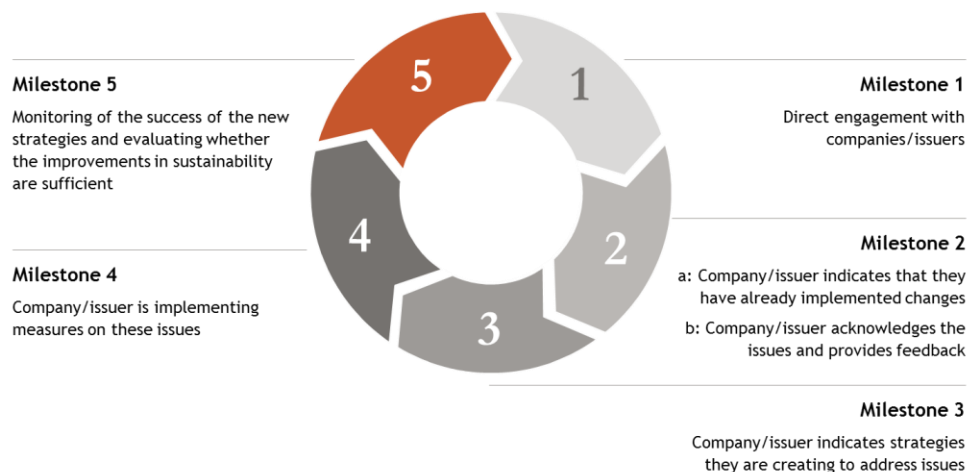 5
1
2
3
4
Milestone 1
Direct engagement with
companies/issuers
Milestone 2
a: Company/issuer indicates that they
have already implemented changes
b: Company/issuer acknowledges the
issues and provides feedback
Milestone 3
Company/issuer indicates strategies
they are creating to address issues
Milestone 4
Company/issuer is implementing
measures on these issues
Milestone 5
Monitoring of the success of the new
strategies and evaluating whether
the improvements in sustainability
are sufficient